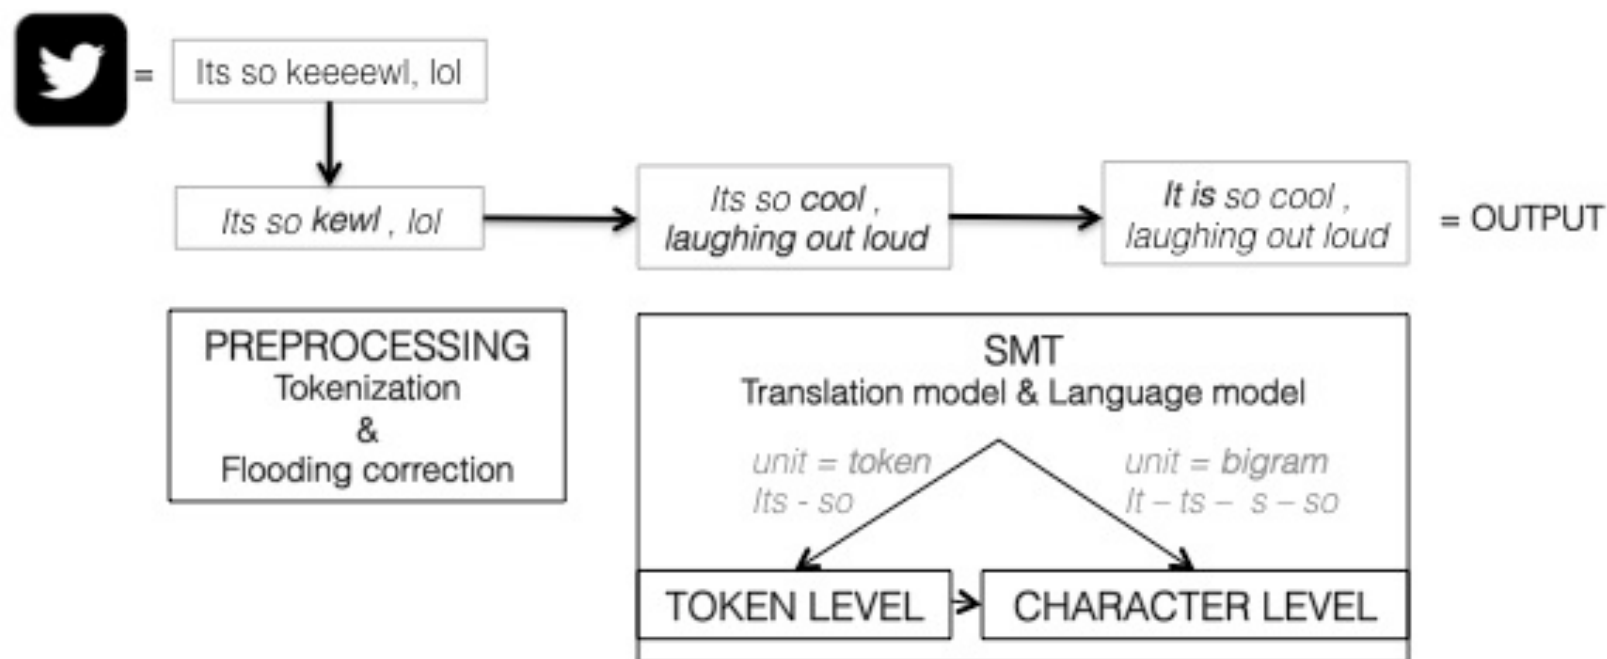 = Its so keeeewl, lol
Its so kewl , lol
Its so cool ,
laughing out loud
It is so cool ,
laughing out loud
= OUTPUT
PREPROCESSING
Tokenization
&
Flooding correction
SMT
Translation model & Language model
unit = token
Its - so
unit = bigram
It – ts – s – so
TOKEN LEVEL
CHARACTER LEVEL